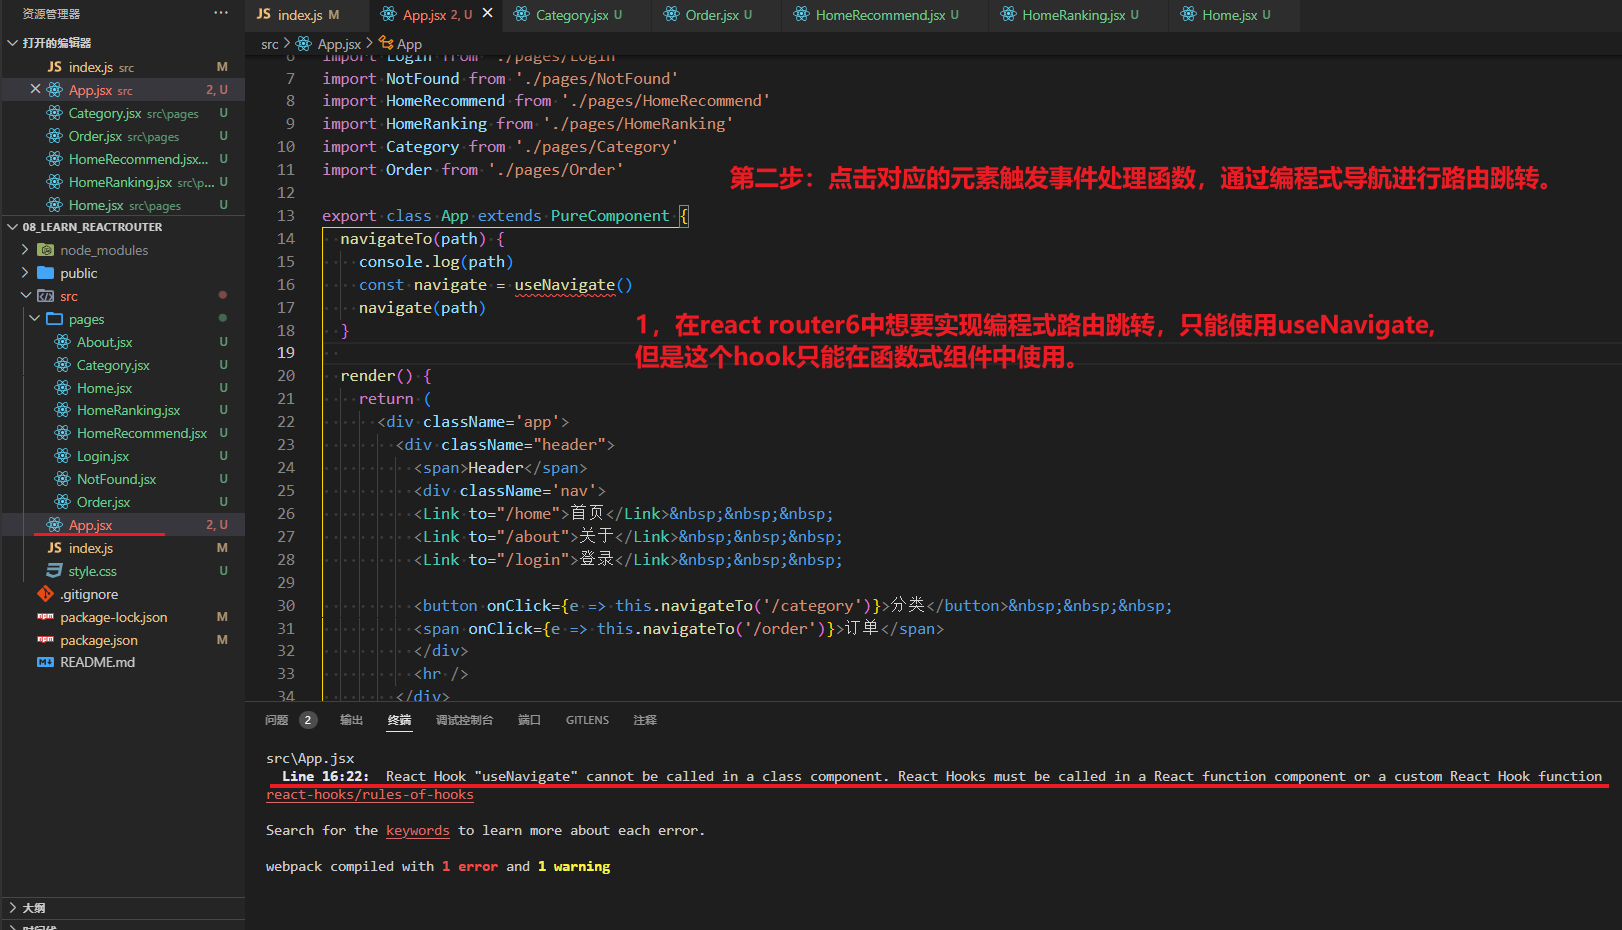 资源管理器 ···
打开的编辑器
JS index.js src M
× App.jsx src 2, U
Category.jsx src\pages U
Order.jsx src\pages U
HomeRecommend.jsx... U
HomeRanking.jsx src\p... U
Home.jsx src\pages U
08_LEARN_REACTROUTER
node_modules
public
src
pages
About.jsx U
Category.jsx U
Home.jsx U
HomeRanking.jsx U
HomeRecommend.jsx U
Login.jsx U
NotFound.jsx U
Order.jsx U
App.jsx 2, U
JS index.js M
style.css U
.gitignore
package-lock.json M
package.json M
README.md
大纲
时间线
JS index.js M App.jsx 2, U × Category.jsx U Order.jsx U HomeRecommend.jsx U HomeRanking.jsx U Home.jsx U
src > App.jsx > App
6 import Login from './pages/Login'
7 import NotFound from './pages/NotFound'
8 import HomeRecommend from './pages/HomeRecommend'
9 import HomeRanking from './pages/HomeRanking'
10 import Category from './pages/Category'
11 import Order from './pages/Order'
第二步：点击对应的元素触发事件处理函数，通过编程式导航进行路由跳转。
12
13 export class App extends PureComponent {
14 navigateTo(path) {
15 console.log(path)
16 const navigate = useNavigate()
17 navigate(path)
18 }
1，在react router6中想要实现编程式路由跳转，只能使用useNavigate,
但是这个hook只能在函数式组件中使用。
19
20 render() {
21 return (
22 <div className='app'>
23 <div className="header">
24 <span>Header</span>
25 <div className='nav'>
26 <Link to="/home">首页</Link>&nbsp;&nbsp;&nbsp;
27 <Link to="/about">关于</Link>&nbsp;&nbsp;&nbsp;
28 <Link to="/login">登录</Link>&nbsp;&nbsp;&nbsp;
29
30 <button onClick={e => this.navigateTo('/category')}>分类</button>&nbsp;&nbsp;&nbsp;
31 <span onClick={e => this.navigateTo('/order')}>订单</span>
32 </div>
33 <hr />
34 </div>
问题 2 输出 终端 调试控制台 端口 GITLENS 注释
src\App.jsx
Line 16:22: React Hook "useNavigate" cannot be called in a class component. React Hooks must be called in a React function component or a custom React Hook function
react-hooks/rules-of-hooks
Search for the keywords to learn more about each error.
webpack compiled with 1 error and 1 warning